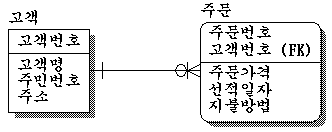 고객
고객번호
고객명
주민번호
주소
주문
주문번호
고객번호 (FK)
주문가격
선적일자
지불방법